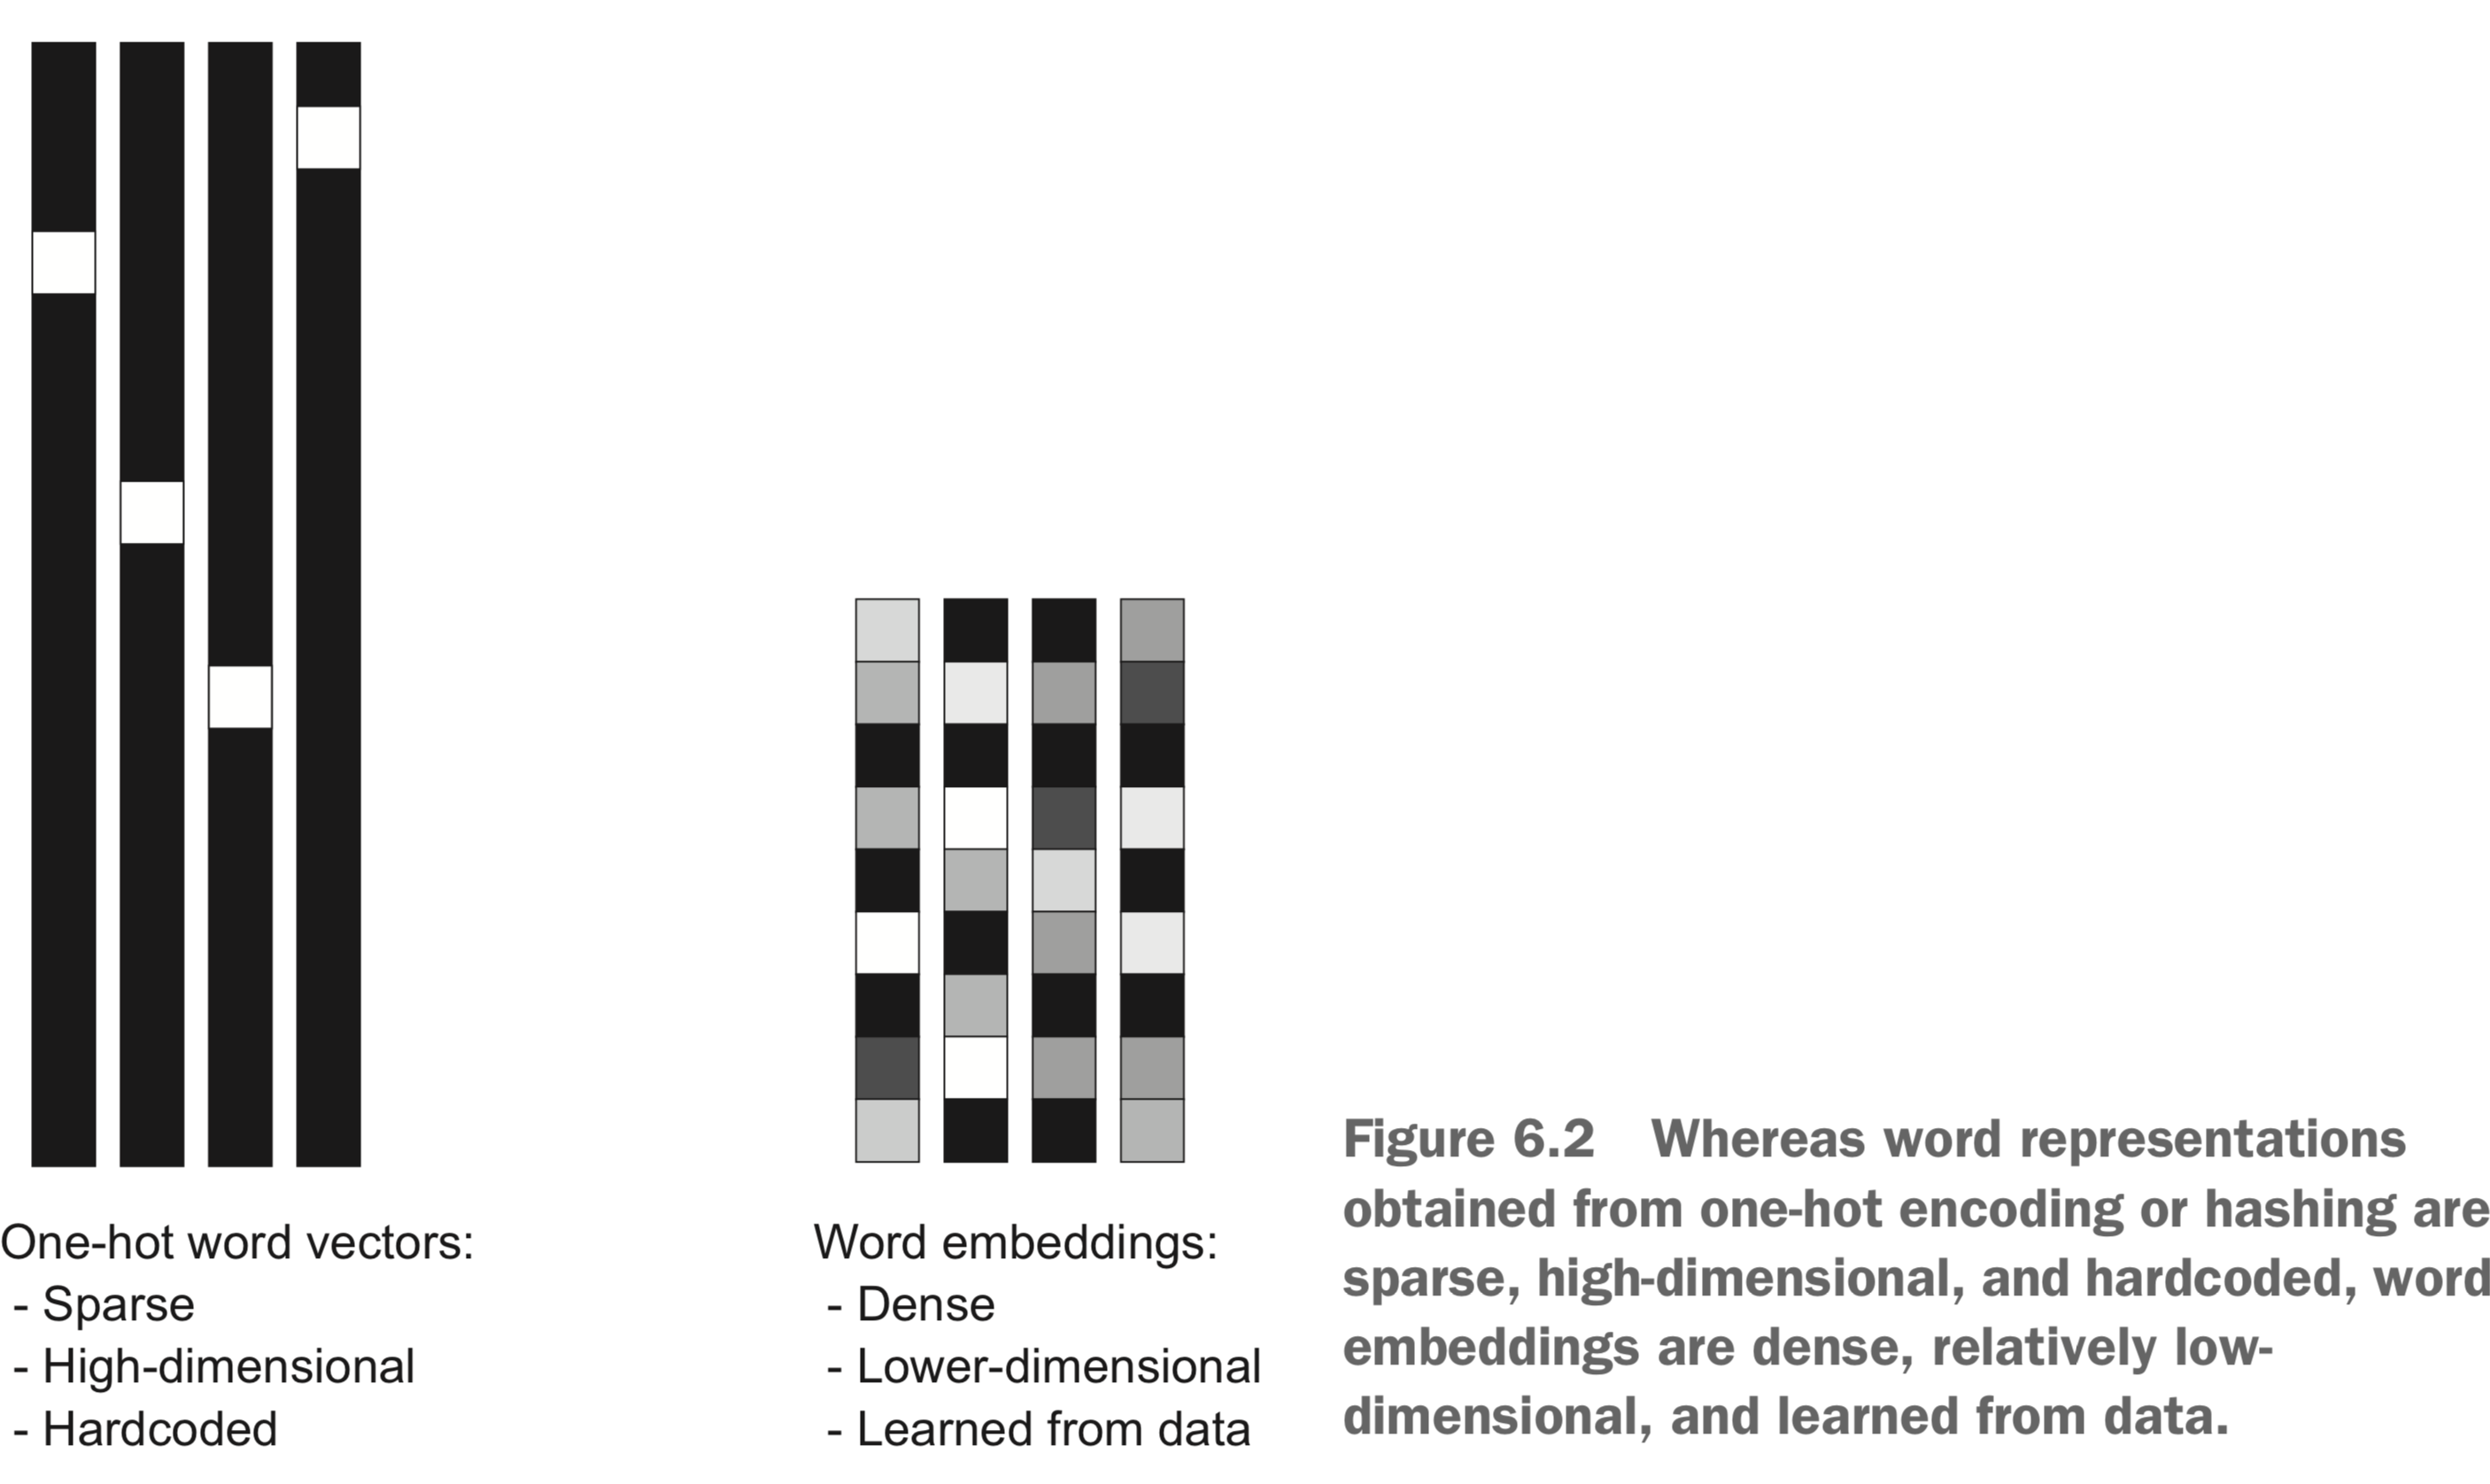 One-hot word vectors:
- Sparse
- High-dimensional
- Hardcoded
Word embeddings:
- Dense
- Lower-dimensional
- Learned from data
Figure 6.2 Whereas word representations
obtained from one-hot encoding or hashing are
sparse, high-dimensional, and hardcoded, word
embeddings are dense, relatively low-
dimensional, and learned from data.